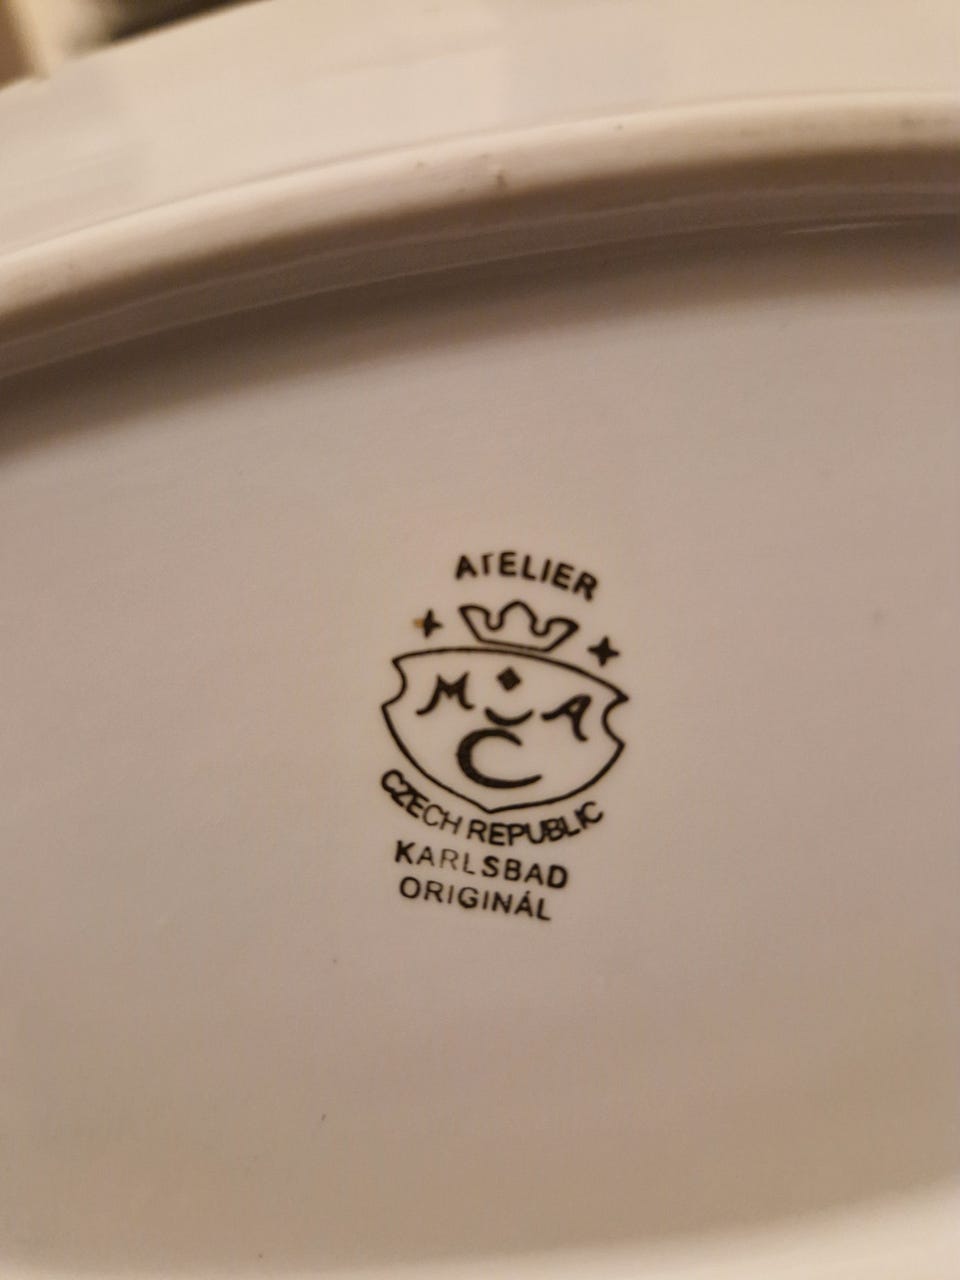 ATELIER
M A
C
CZECH REPUBLIC
KARLSBAD
ORIGINÁL